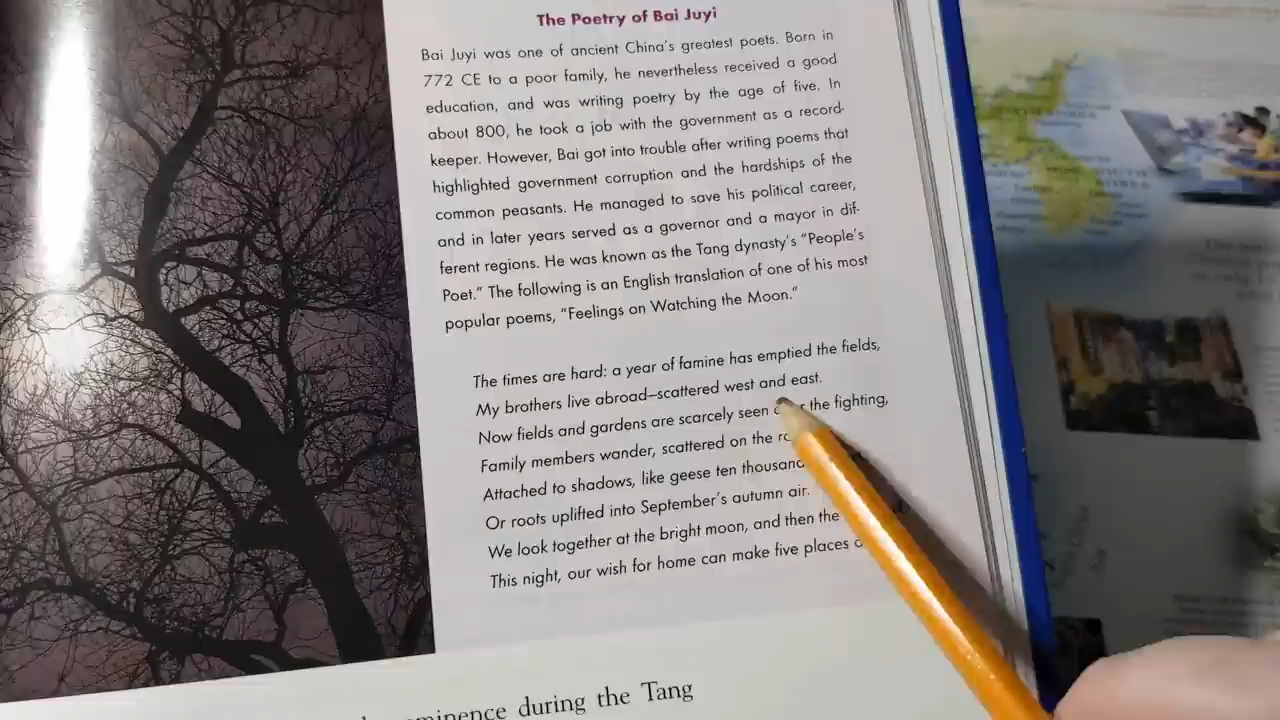 The Poetry of Bai Juyi
Bai Juyi was one of ancient China's greatest poets. Born in
772 CE to a poor family, he nevertheless received a good
education, and was writing poetry by the age of five. In
about 800, he took a job with the government as a record-
keeper. However, Bai got into trouble after writing poems that
highlighted government corruption and the hardships of the
common peasants. He managed to save his political career,
and in later years served as a governor and a mayor in dif-
ferent regions. He was known as the Tang dynasty's "People's
Poet." The following is an English translation of one of his most
popular poems, "Feelings on Watching the Moon."
The times are hard: a year of famine has emptied the fields,
My brothers live abroad—scattered west and east.
Now fields and gardens are scarcely seen the fighting,
Family members wander, scattered on the
Attached to shadows, like geese ten thousand
Or roots uplifted into September's autumn air.
We look together at the bright moon, and then the
This night, our wish for home can make five places
during the Tang